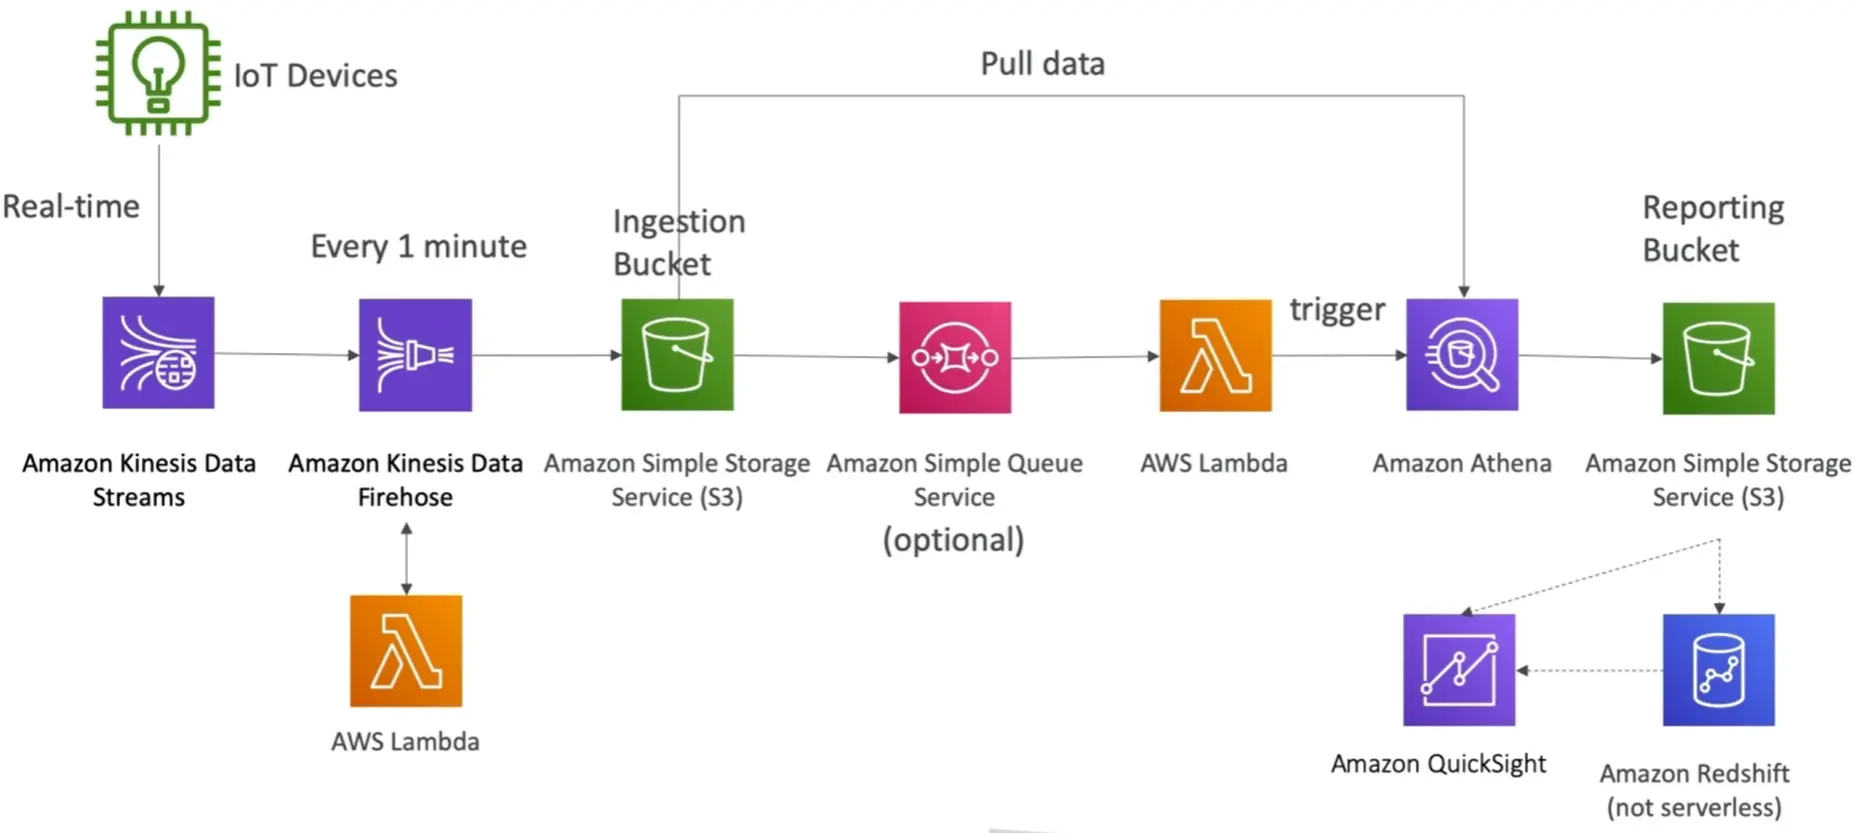 IoT Devices
Pull data
Real-time
Every 1 minute
Ingestion
Bucket
trigger
Reporting
Bucket
Amazon Kinesis Data
Streams
Amazon Kinesis Data
Firehose
Amazon Simple Storage
Service (S3)
Amazon Simple Queue
Service
(optional)
AWS Lambda
Amazon Athena
Amazon Simple Storage
Service (S3)
AWS Lambda
Amazon QuickSight
Amazon Redshift
(not serverless)